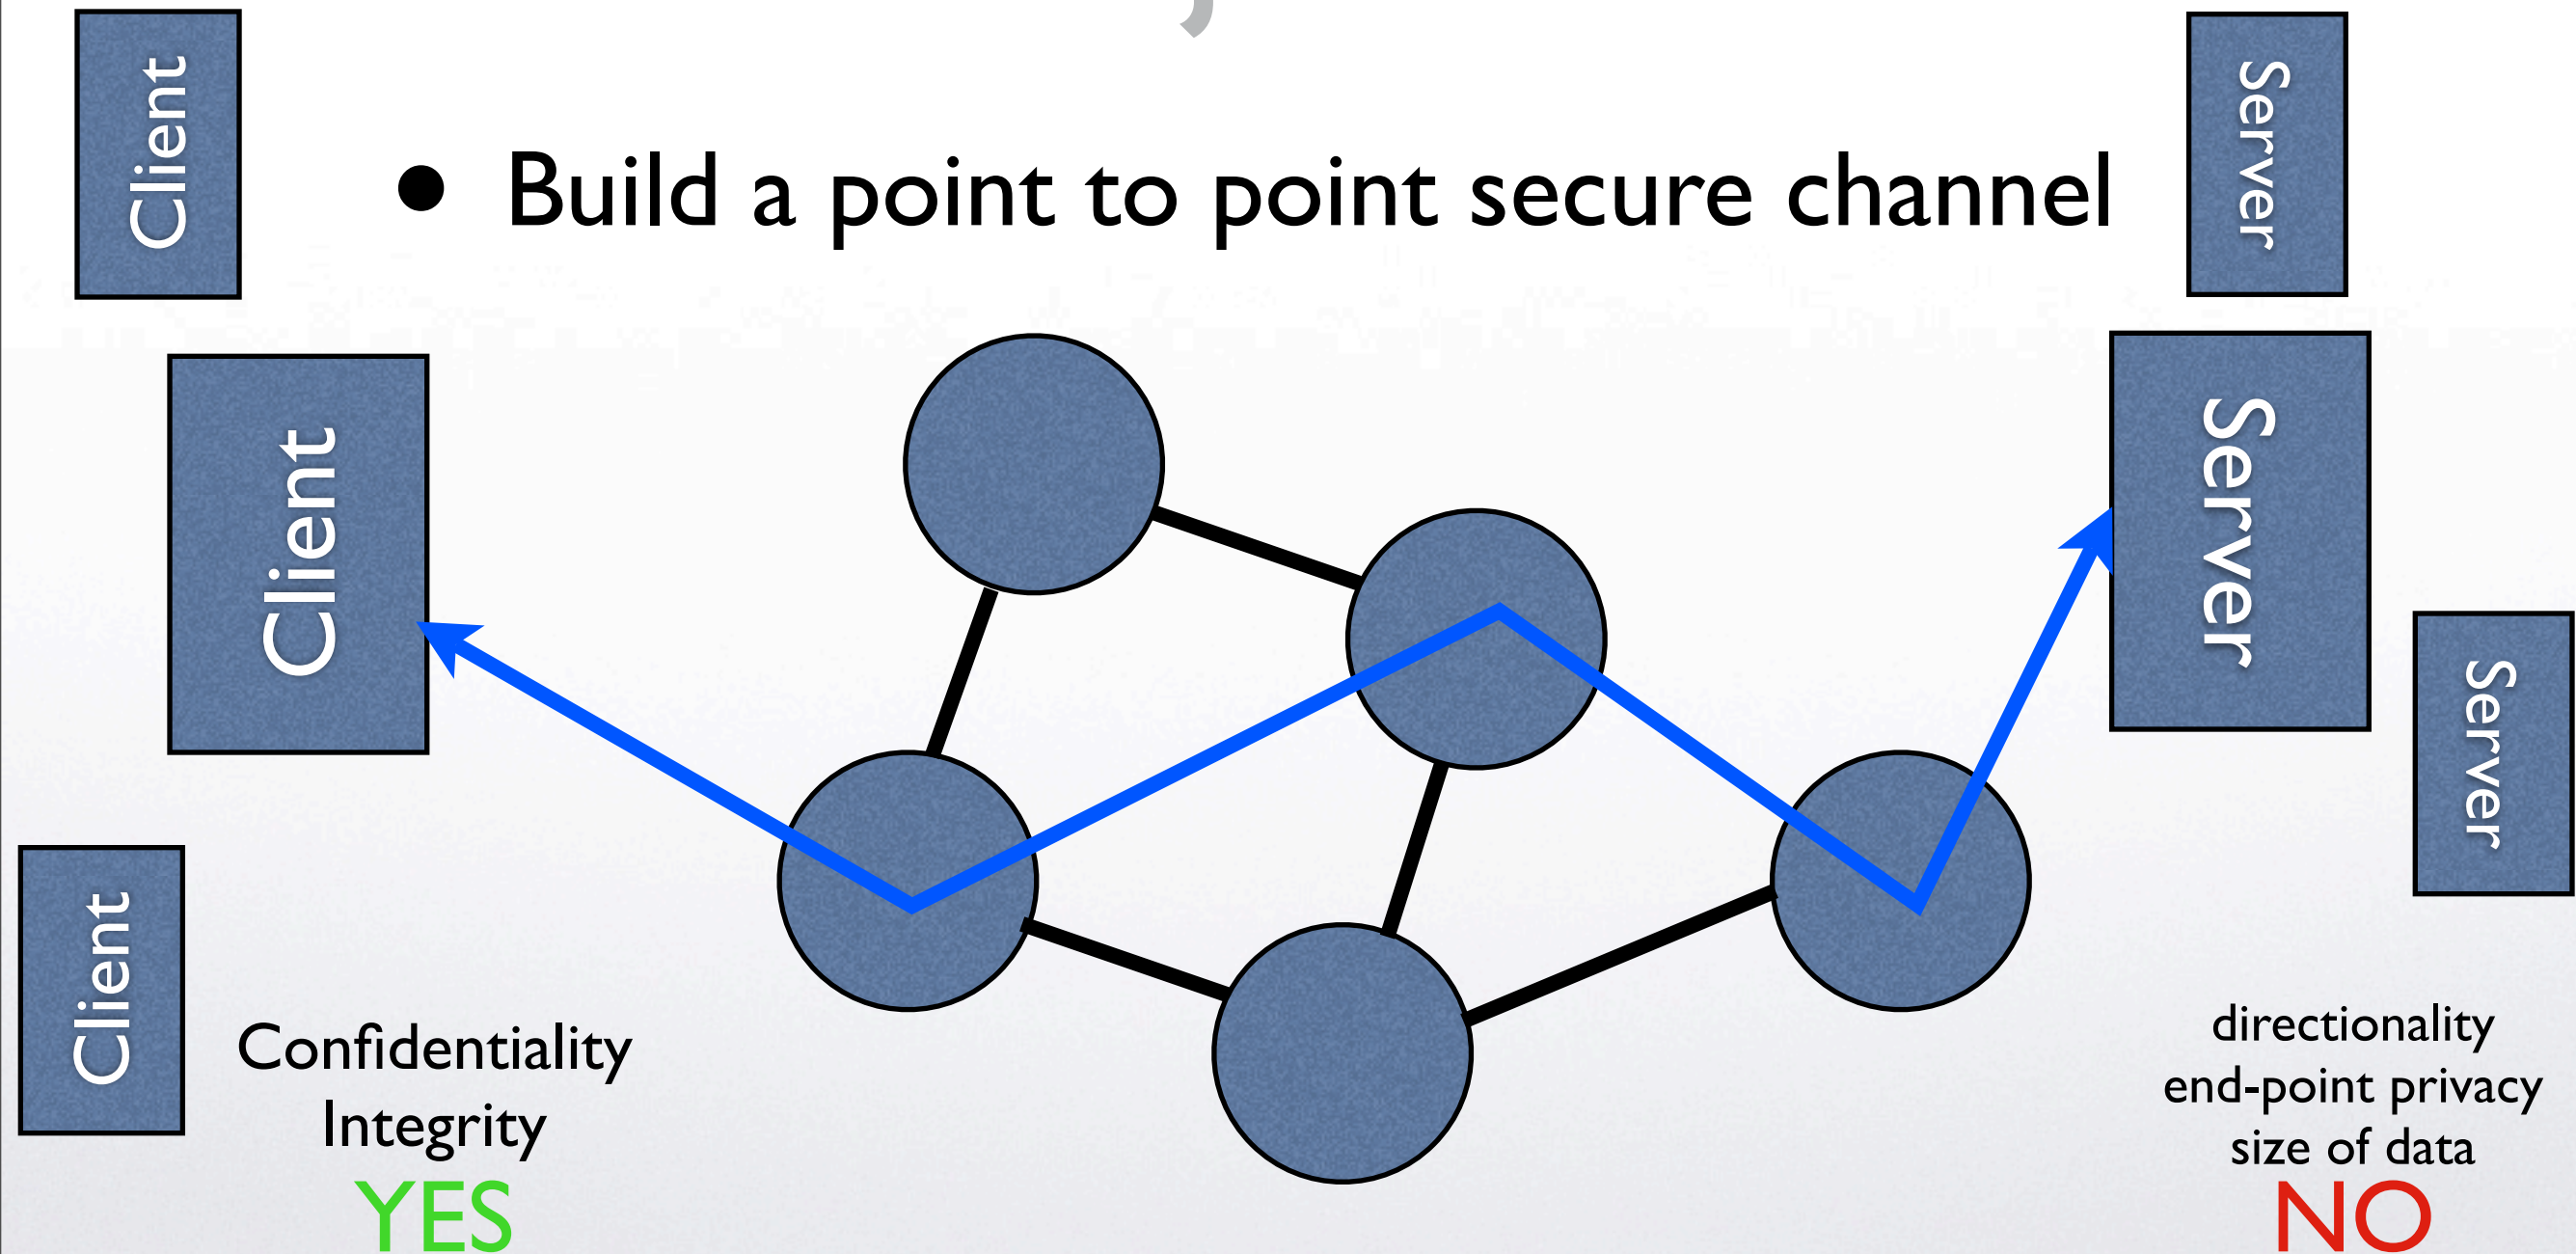 Client
Server
• Build a point to point secure channel
Client
Server
Server
Client
Confidentiality
Integrity
YES
directionality
end-point privacy
size of data
NO